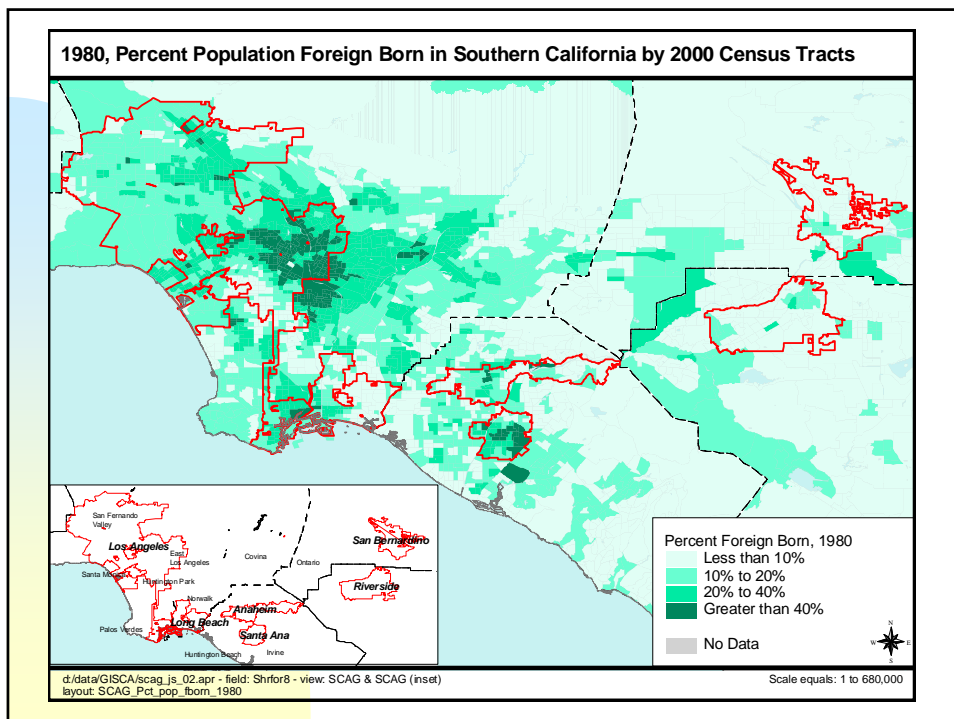 1980, Percent Population Foreign Born in Southern California by 2000 Census Tracts
San Fernando
Valley
Los Angeles
East
Los Angeles
Covina
Ontario
San Bernardino
Santa Monica
Huntington Park
Riverside
Norwalk
Anaheim
Long Beach
Palos Verdes
Santa Ana
Huntington Beach
Irvine
Percent Foreign Born, 1980
Less than 10%
10% to 20%
20% to 40%
Greater than 40%
No Data
N
W
E
S
d:/data/GISCA/scag_js_02.apr - field: Shrfor8 - view: SCAG & SCAG (inset)
layout: SCAG_Pct_pop_fborn_1980
Scale equals: 1 to 680,000